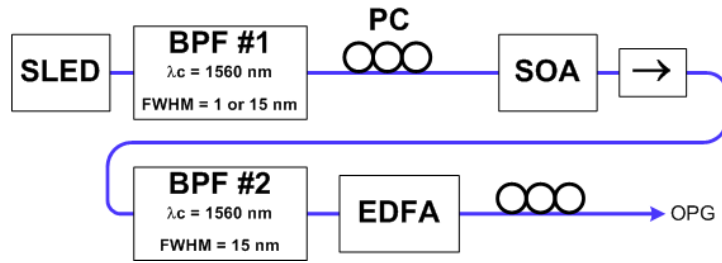 SLED
BPF #1
λc = 1560 nm
FWHM = 1 or 15 nm
PC
SOA
→
BPF #2
λc = 1560 nm
FWHM = 15 nm
EDFA
OPG